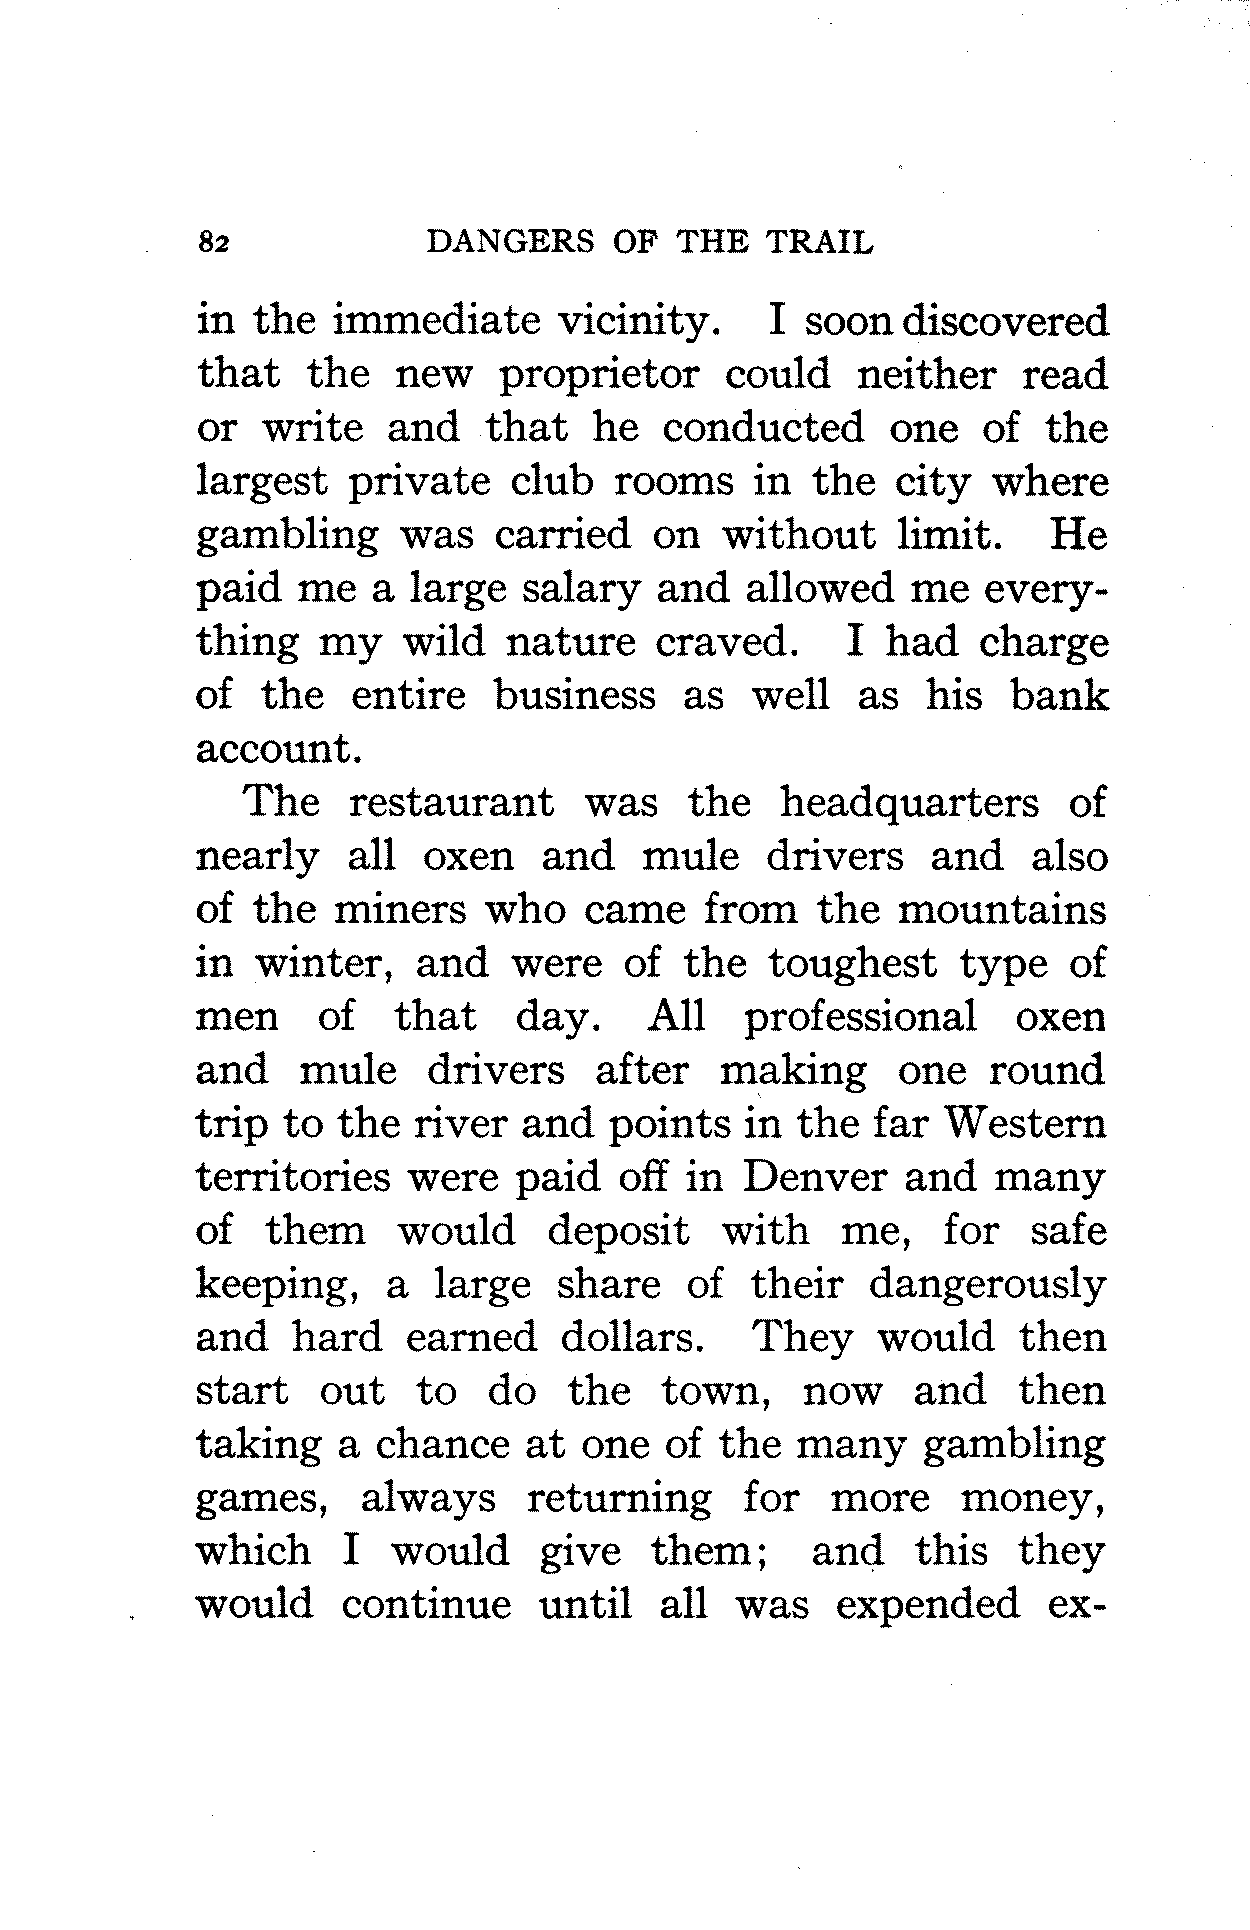 82 DANGERS OF THE TRAIL
in the immediate vicinity. I soon discovered
that the new proprietor could neither read
or write and that he conducted one of the
largest private club rooms in the city where
gambling was carried on without limit. He
paid me a large salary and allowed me every-
thing my wild nature craved. I had charge
of the entire business as well as his bank
account.
The restaurant was the headquarters of
nearly all oxen and mule drivers and also
of the miners who came from the mountains
in winter, and were of the toughest type of
men of that day. All professional oxen
and mule drivers after making one round
trip to the river and points in the far Western
territories were paid off in Denver and many
of them would deposit with me, for safe
keeping, a large share of their dangerously
and hard earned dollars. They would then
start out to do the town, now and then
taking a chance at one of the many gambling
games, always returning for more money,
which I would give them; and this they
would continue until all was expended ex-